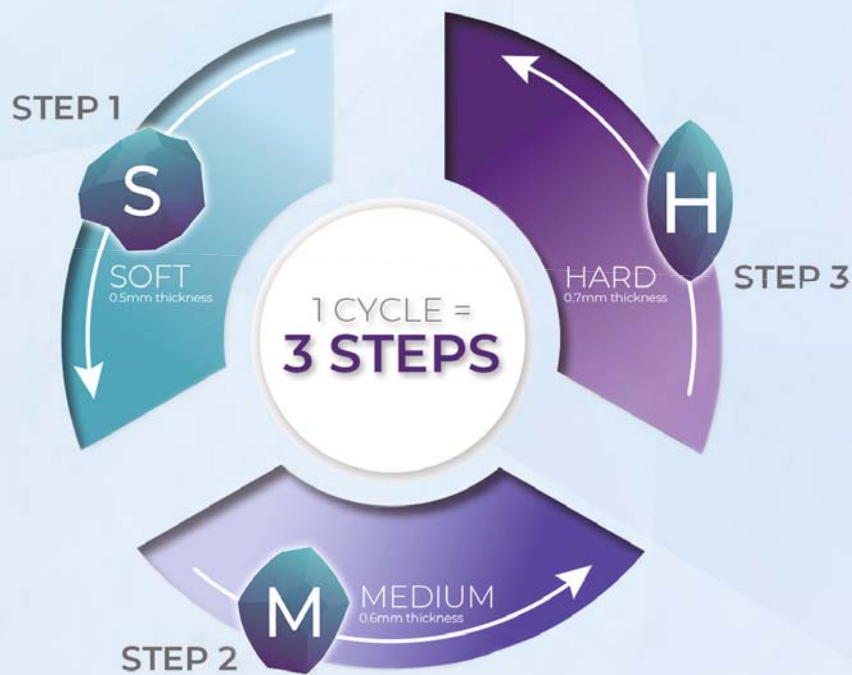 STEP 1
S
SOFT
0.5mm thickness
H
HARD
0.7mm thickness
STEP 3
1 CYCLE =
3 STEPS
M
MEDIUM
0.6mm thickness
STEP 2